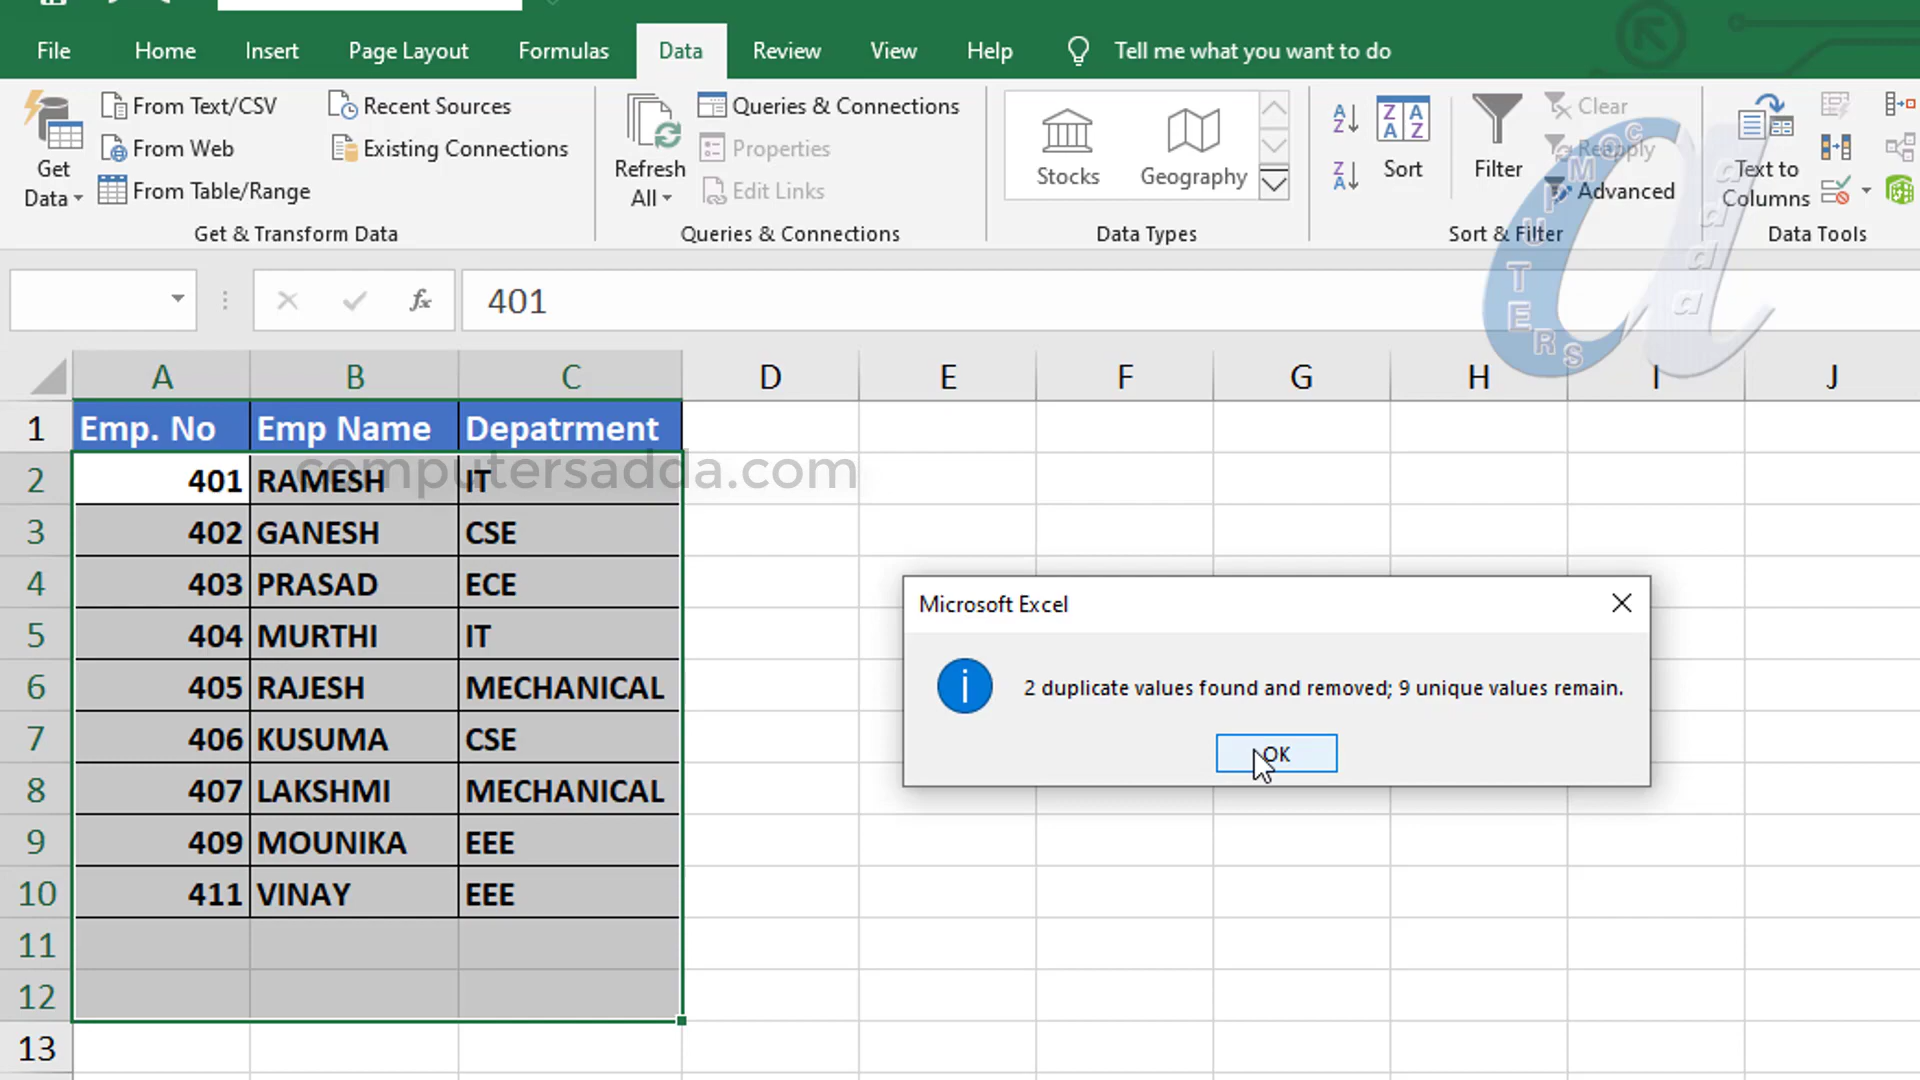 File Home Insert Page Layout Formulas Data Review View Help Tell me what you want to do
From Text/CSV Recent Sources Queries & Connections Clear
From Web Existing Connections Properties Reapply
Get Data From Table/Range Refresh All Edit Links Stocks Geography Sort Filter Advanced Text to Columns
Get & Transform Data Queries & Connections Data Types Sort & Filter Data Tools
COMPUTERS adda
fx 401
A B C D E F G H I J
1 Emp. No Emp Name Depatrment
computersadda.com
2 401 RAMESH IT
3 402 GANESH CSE
4 403 PRASAD ECE
5 404 MURTHI IT
6 405 RAJESH MECHANICAL
7 406 KUSUMA CSE
8 407 LAKSHMI MECHANICAL
9 409 MOUNIKA EEE
10 411 VINAY EEE
11
12
13
Microsoft Excel
2 duplicate values found and removed; 9 unique values remain.
OK